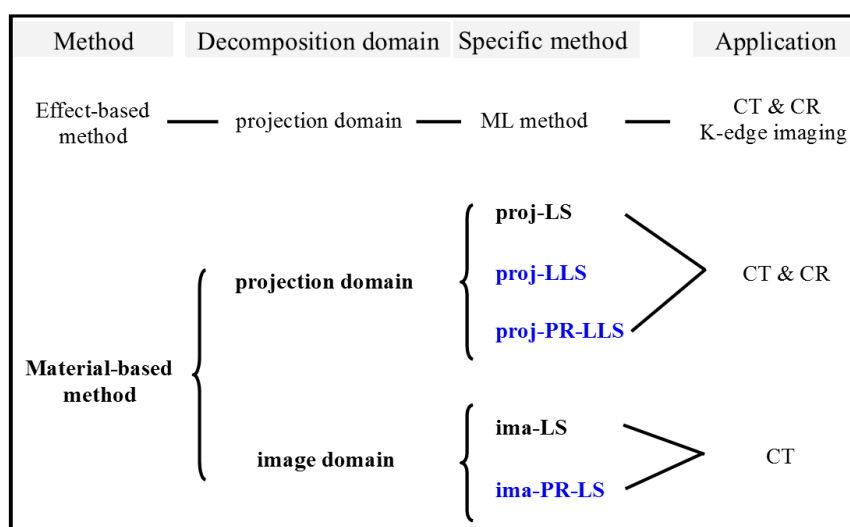 Method Decomposition domain Specific method Application
Effect-based
method
projection domain
ML method
CT & CR
K-edge imaging
Material-based
method
projection domain
proj-LS
proj-LLS
proj-PR-LLS
CT & CR
image domain
ima-LS
ima-PR-LS
CT